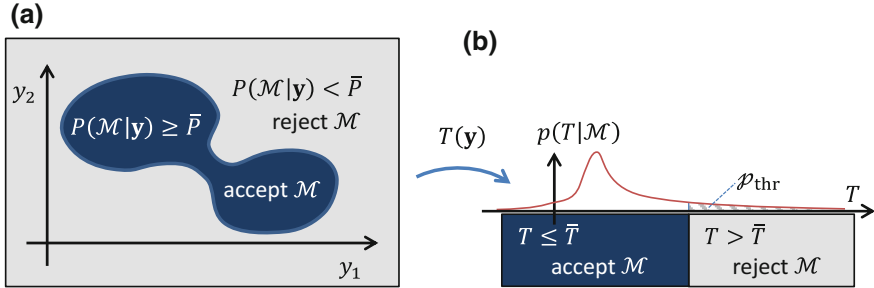 (a)
y₂
P(ℳ|𝐲) < P̅
reject ℳ
P(ℳ|𝐲) ≥ P̅
accept ℳ
y₁
T(𝐲)
(b)
p(T|ℳ)
𝓅thr
T
T ≤ T̅
accept ℳ
T > T̅
reject ℳ